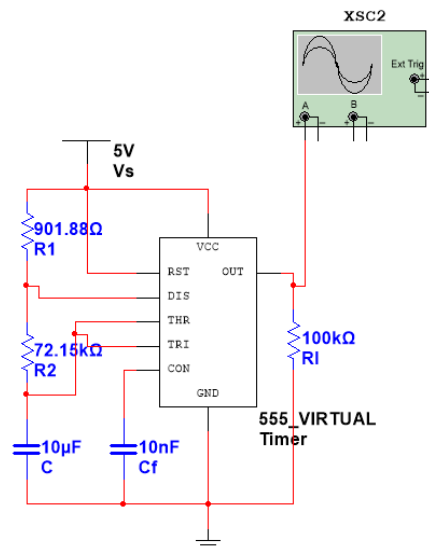 XSC2
Ext Trig
+
−
A
B
+ − + −
5V
Vs
901.88Ω
R1
VCC
RST OUT
DIS
THR
72.15kΩ
TRI
R2
CON
100kΩ
Rl
GND
555_VIRTUAL
Timer
10µF
C
10nF
Cf